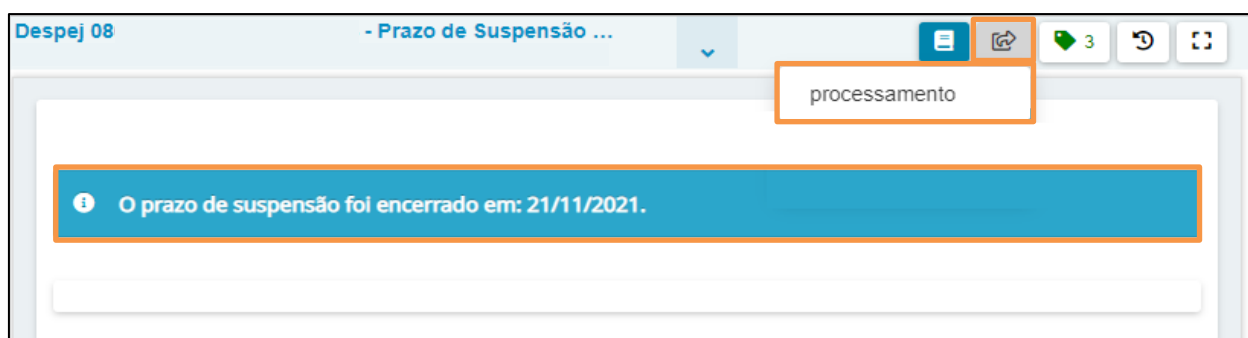 Despej 08 - Prazo de Suspensão ...
3
processamento
O prazo de suspensão foi encerrado em: 21/11/2021.